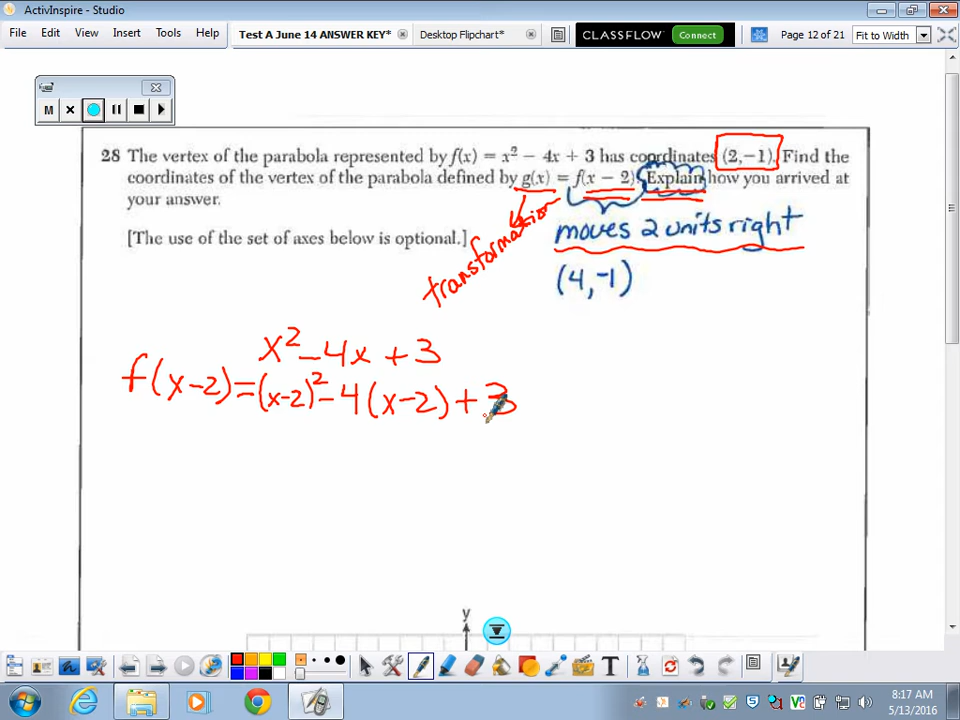 ActivInspire - Studio
File Edit View Insert Tools Help
Test A June 14 ANSWER KEY*
Desktop Flipchart*
CLASSFLOW Connect
Page 12 of 21
Fit to Width
M
28 The vertex of the parabola represented by f(x) = x² − 4x + 3 has coordinates (2,−1). Find the
coordinates of the vertex of the parabola defined by g(x) = f(x − 2). Explain how you arrived at
your answer.
[The use of the set of axes below is optional.]
transformation
moves 2 units right
(4,-1)
x² - 4x + 3
f(x-2) = (x-2)² - 4(x-2) + 3
y
T
8:17 AM
5/13/2016